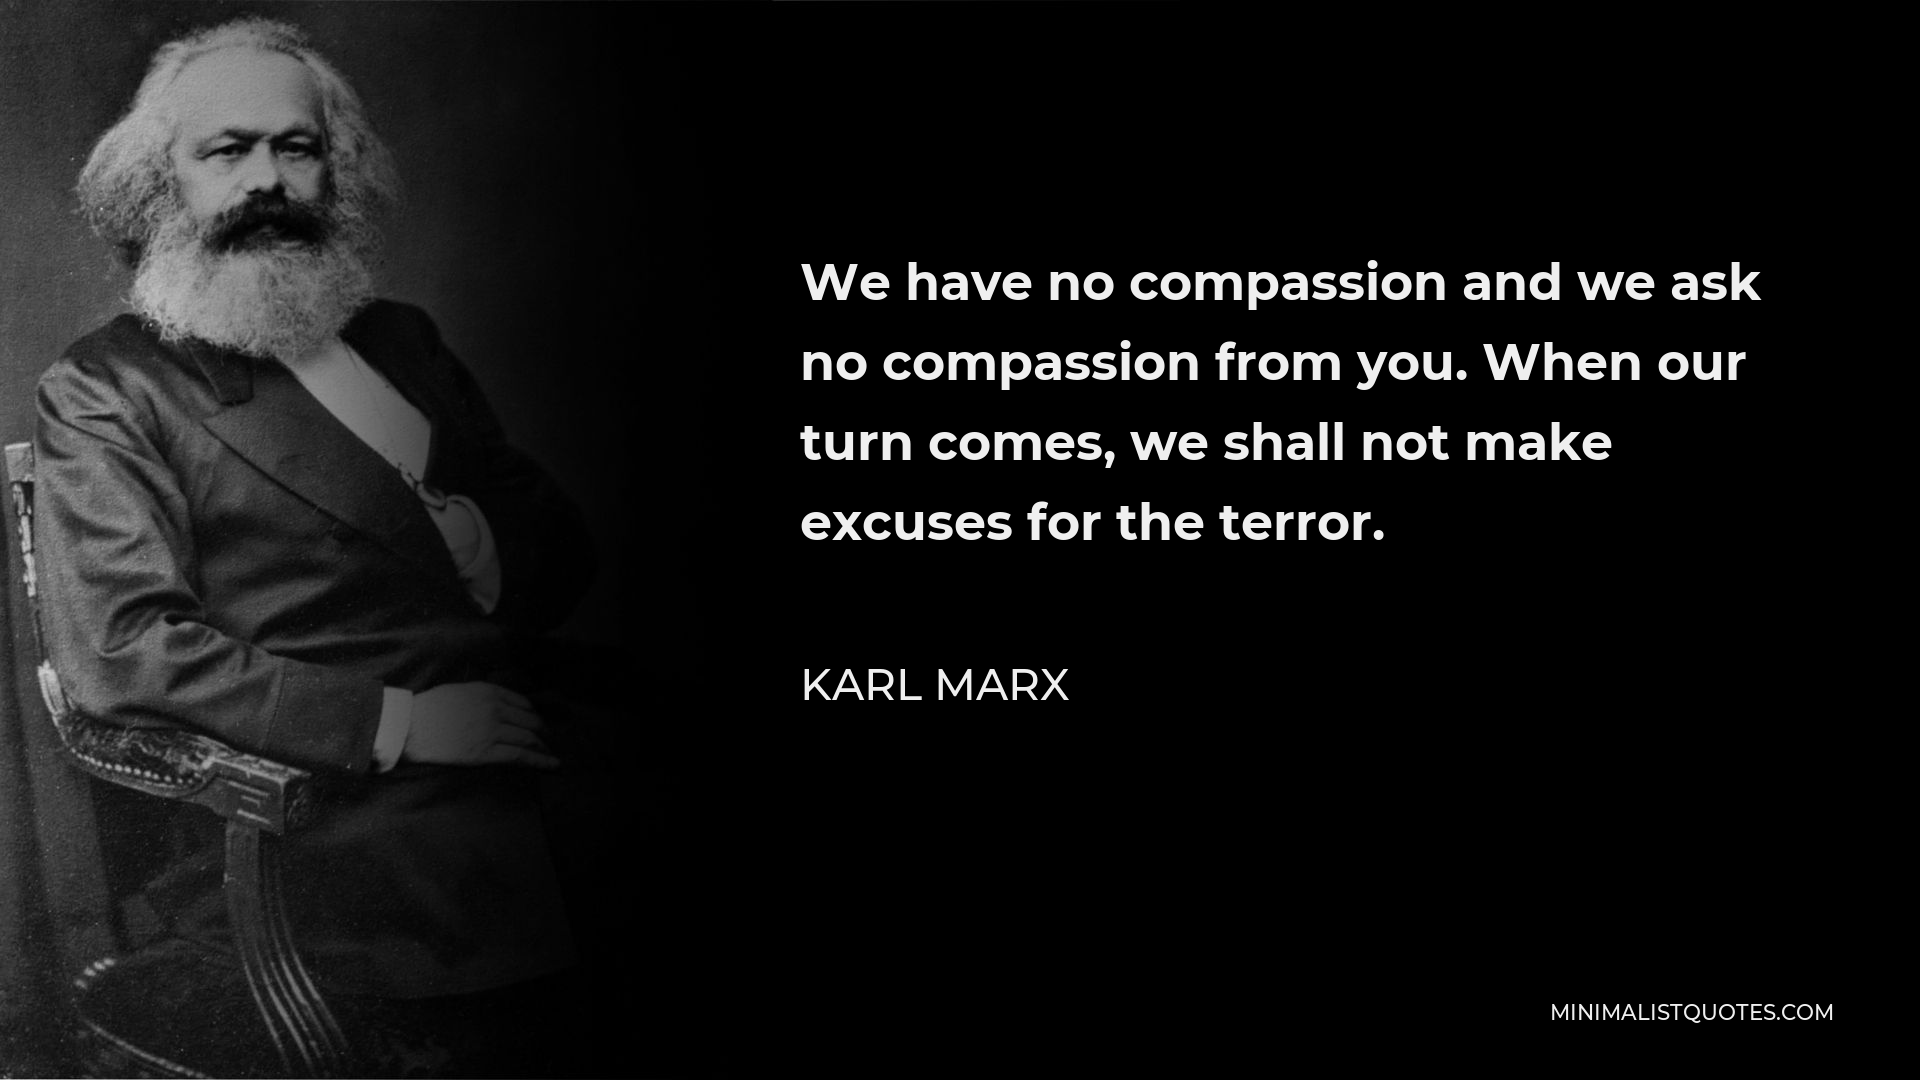 We have no compassion and we ask
no compassion from you. When our
turn comes, we shall not make
excuses for the terror.
KARL MARX
MINIMALISTQUOTES.COM